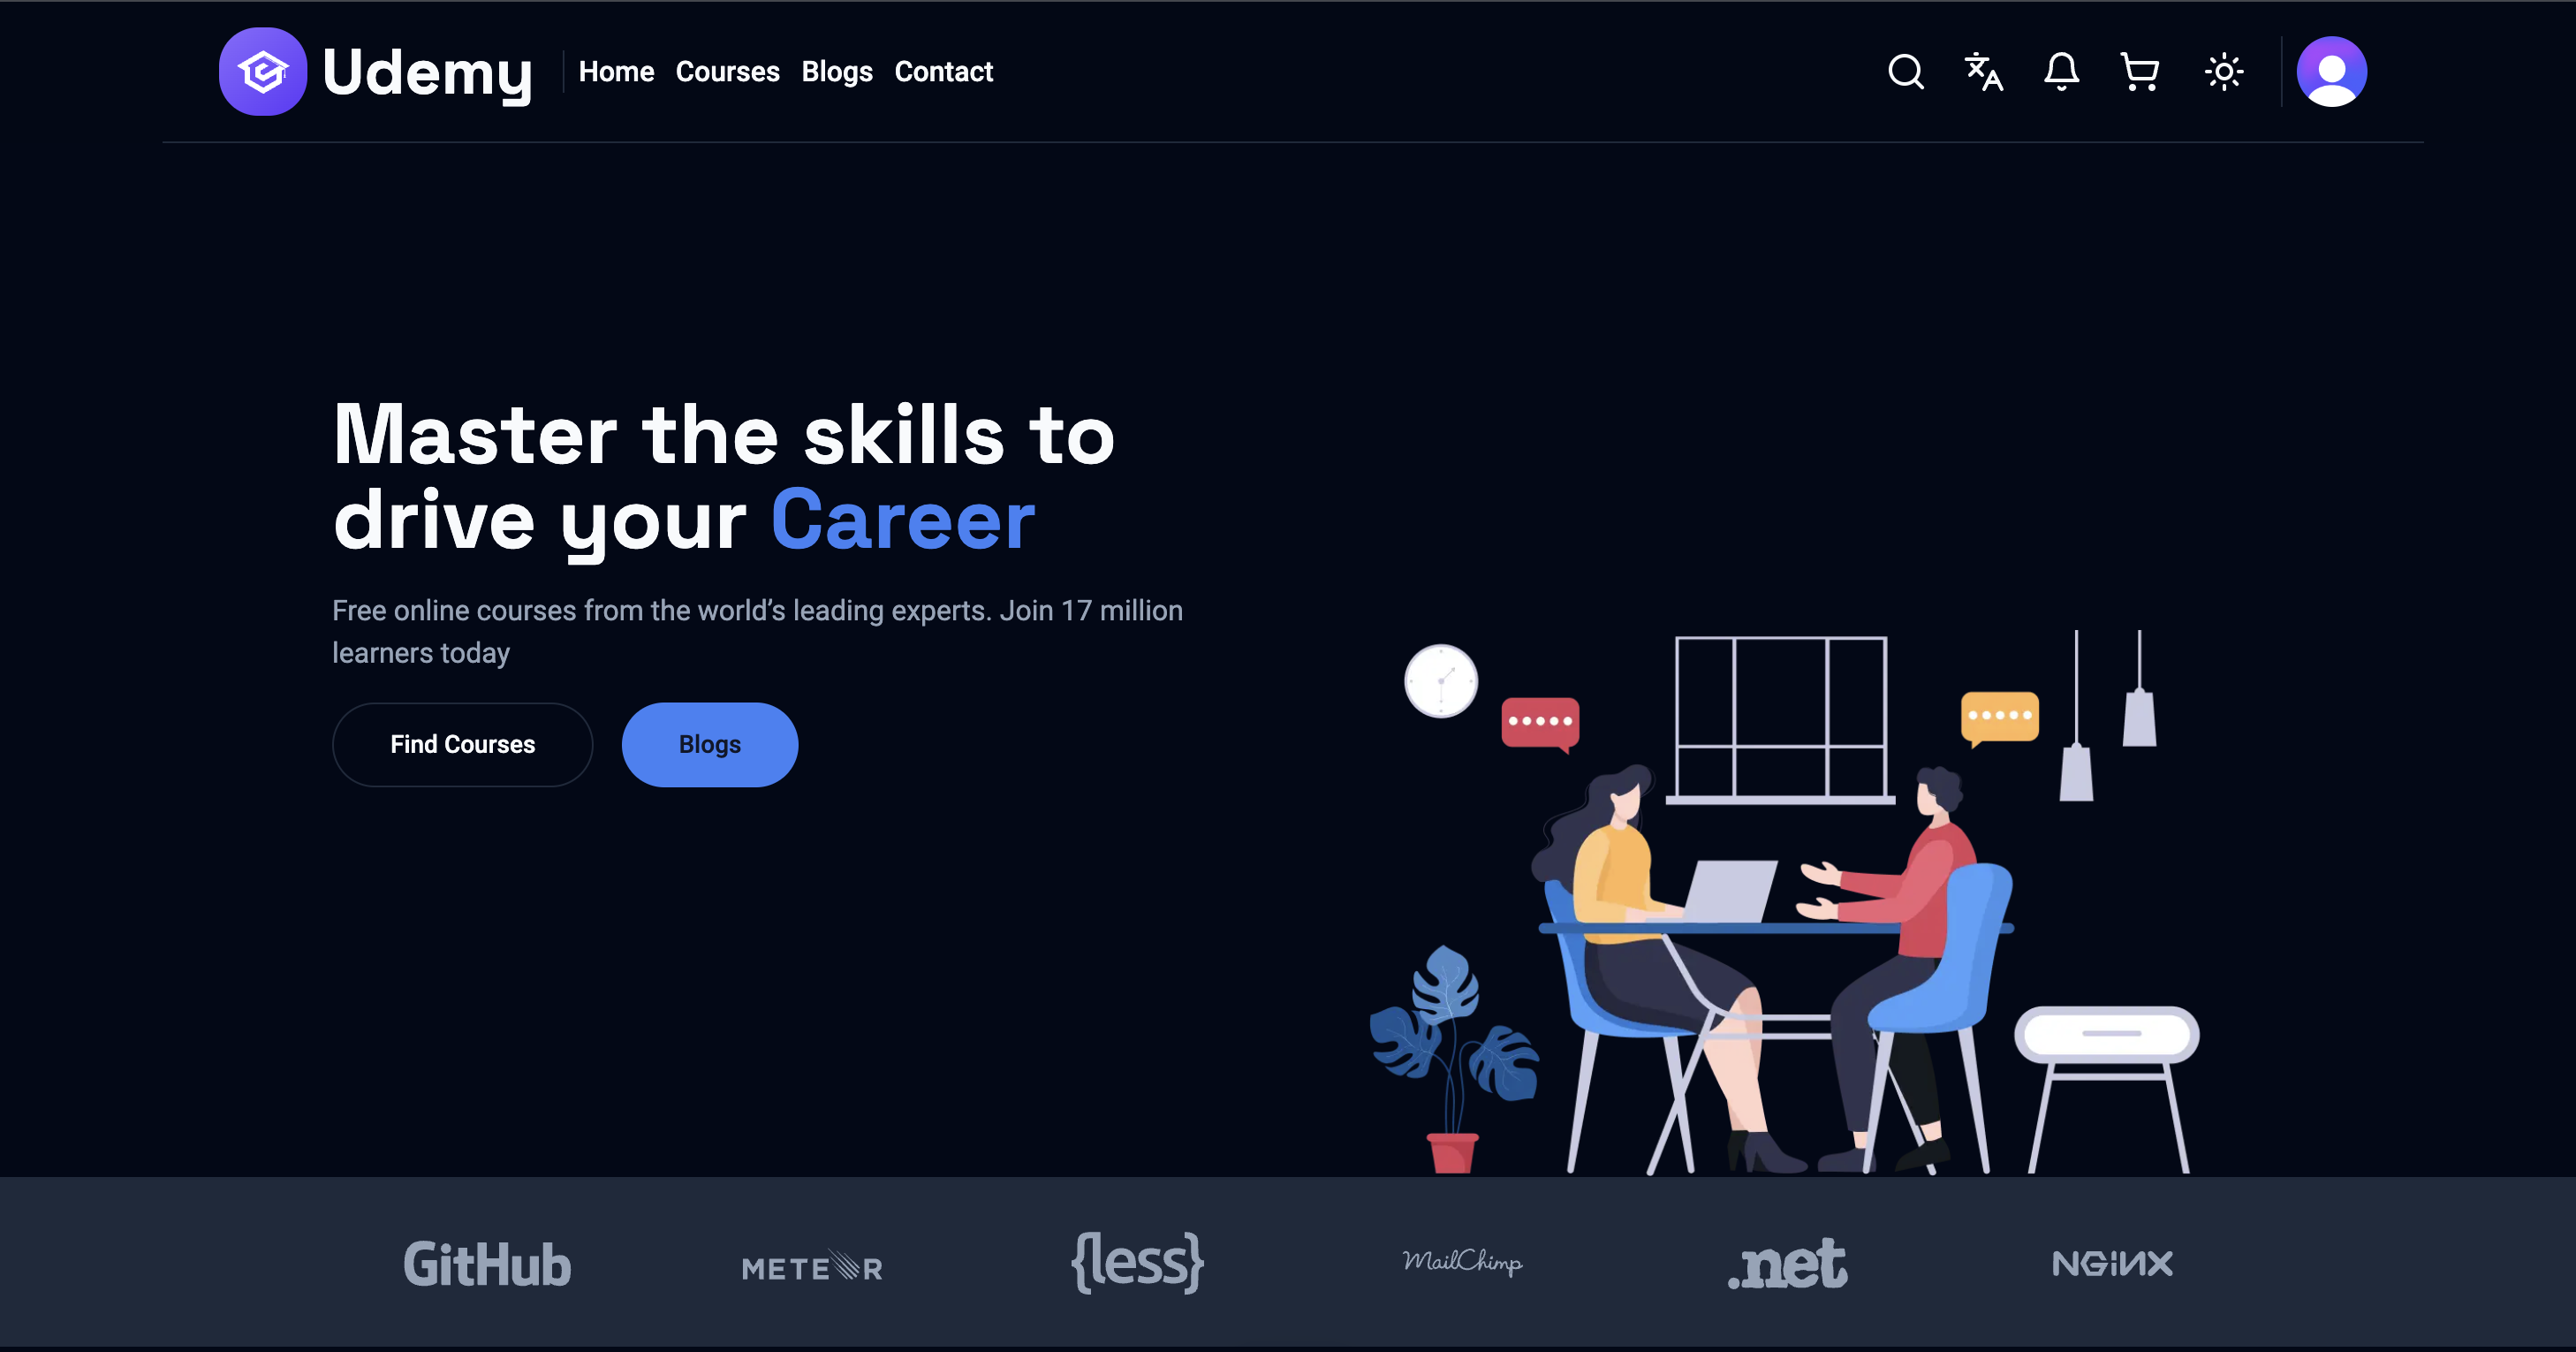 Udemy
Home Courses Blogs Contact
Master the skills to
drive your Career
Free online courses from the world’s leading experts. Join 17 million
learners today
Find Courses Blogs
GitHub METEOR {less} MailChimp .net NGiNX